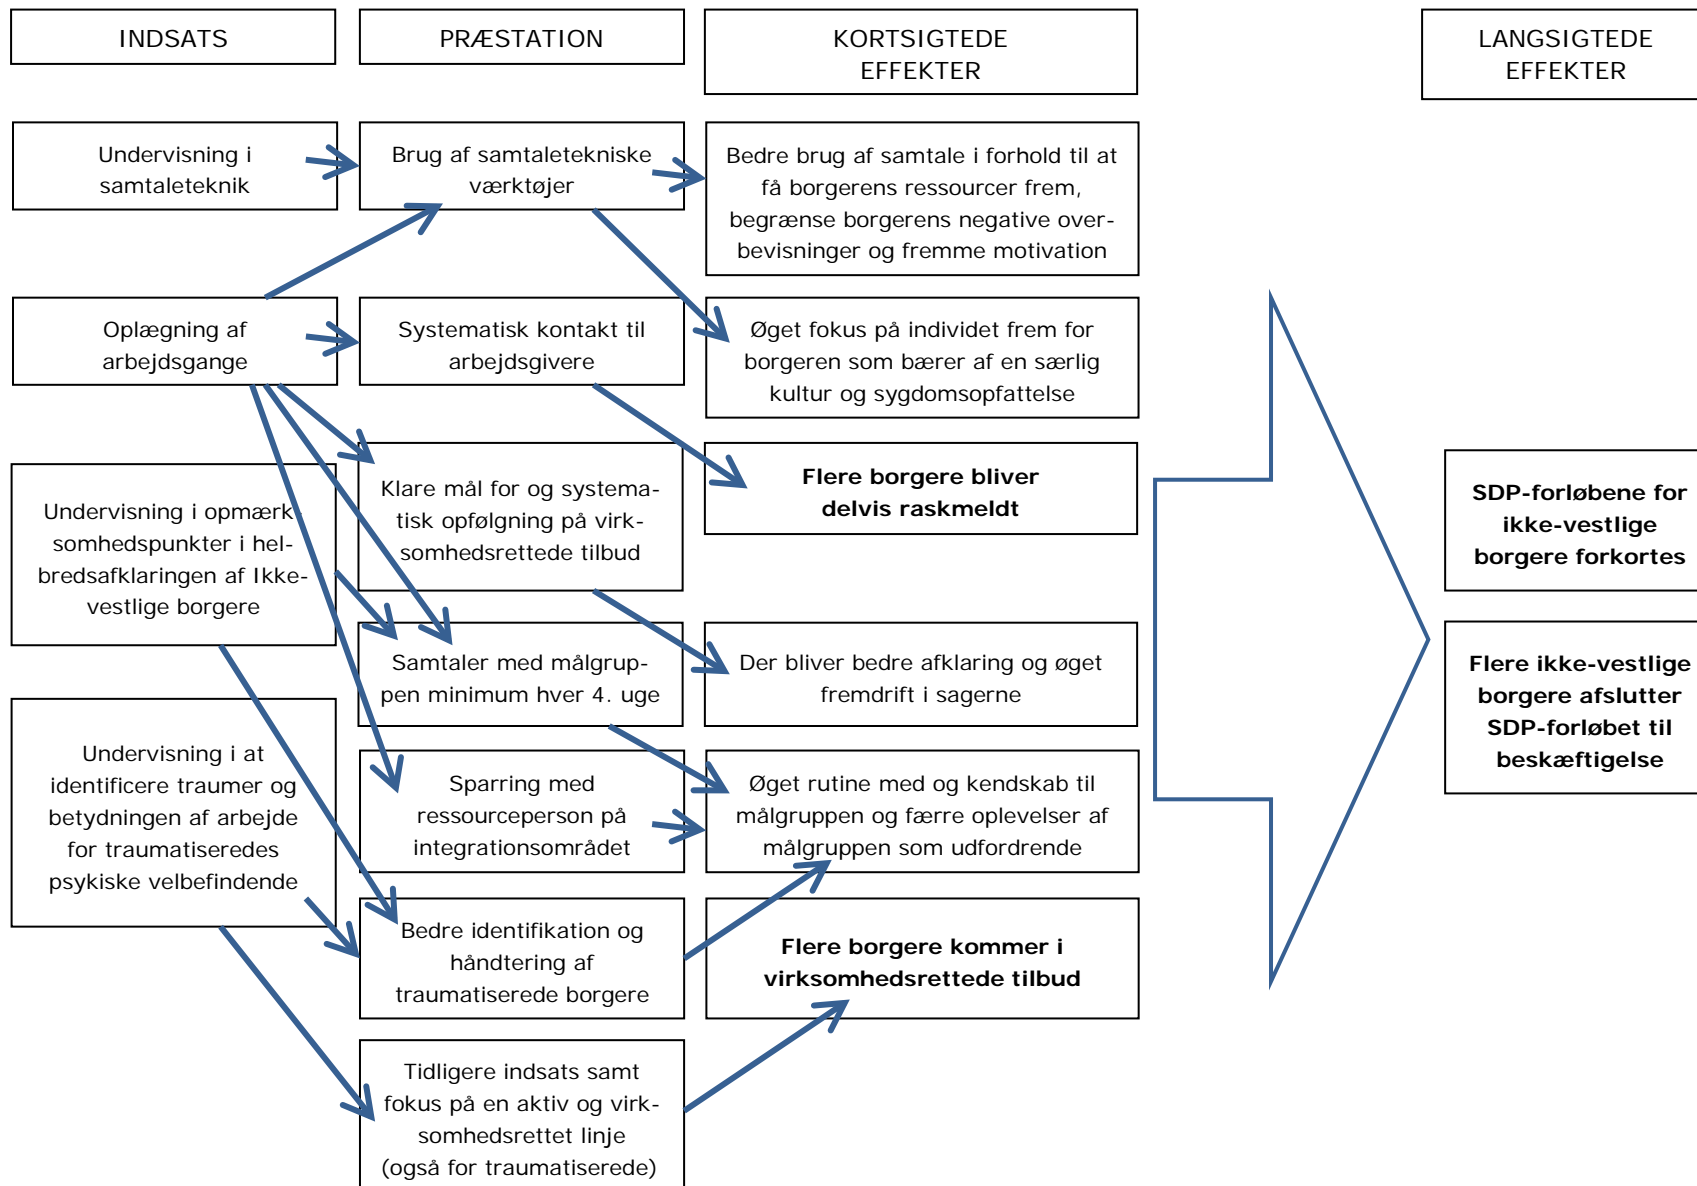 INDSATS
PRÆSTATION
KORTSIGTEDE
EFFEKTER
LANGSIGTEDE
EFFEKTER
Undervisning i
samtaleteknik
Oplægning af
arbejdsgange
Undervisning i opmærk-
somhedspunkter i hel-
bredsafklaringen af Ikke-
vestlige borgere
Undervisning i at
identificere traumer og
betydningen af arbejde
for traumatiseredes
psykiske velbefindende
Brug af samtaletekniske
værktøjer
Systematisk kontakt til
arbejdsgivere
Klare mål for og systema-
tisk opfølgning på virk-
somhedsrettede tilbud
Samtaler med målgrup-
pen minimum hver 4. uge
Sparring med
ressourceperson på
integrationsområdet
Bedre identifikation og
håndtering af
traumatiserede borgere
Tidligere indsats samt
fokus på en aktiv og virk-
somhedsrettet linje
(også for traumatiserede)
Bedre brug af samtale i forhold til at
få borgerens ressourcer frem,
begrænse borgerens negative over-
bevisninger og fremme motivation
Øget fokus på individet frem for
borgeren som bærer af en særlig
kultur og sygdomsopfattelse
Flere borgere bliver
delvis raskmeldt
Der bliver bedre afklaring og øget
fremdrift i sagerne
Øget rutine med og kendskab til
målgruppen og færre oplevelser af
målgruppen som udfordrende
Flere borgere kommer i
virksomhedsrettede tilbud
SDP-forløbene for
ikke-vestlige
borgere forkortes
Flere ikke-vestlige
borgere afslutter
SDP-forløbet til
beskæftigelse